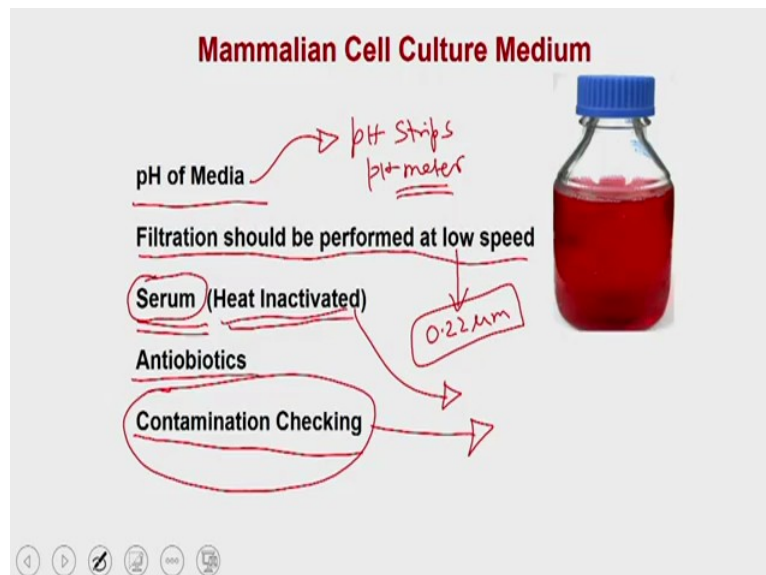 Mammalian Cell Culture Medium
pH Strips
pH meter
pH of Media
Filtration should be performed at low speed
Serum (Heat Inactivated)
0.22 um
Antiobiotics
Contamination Checking